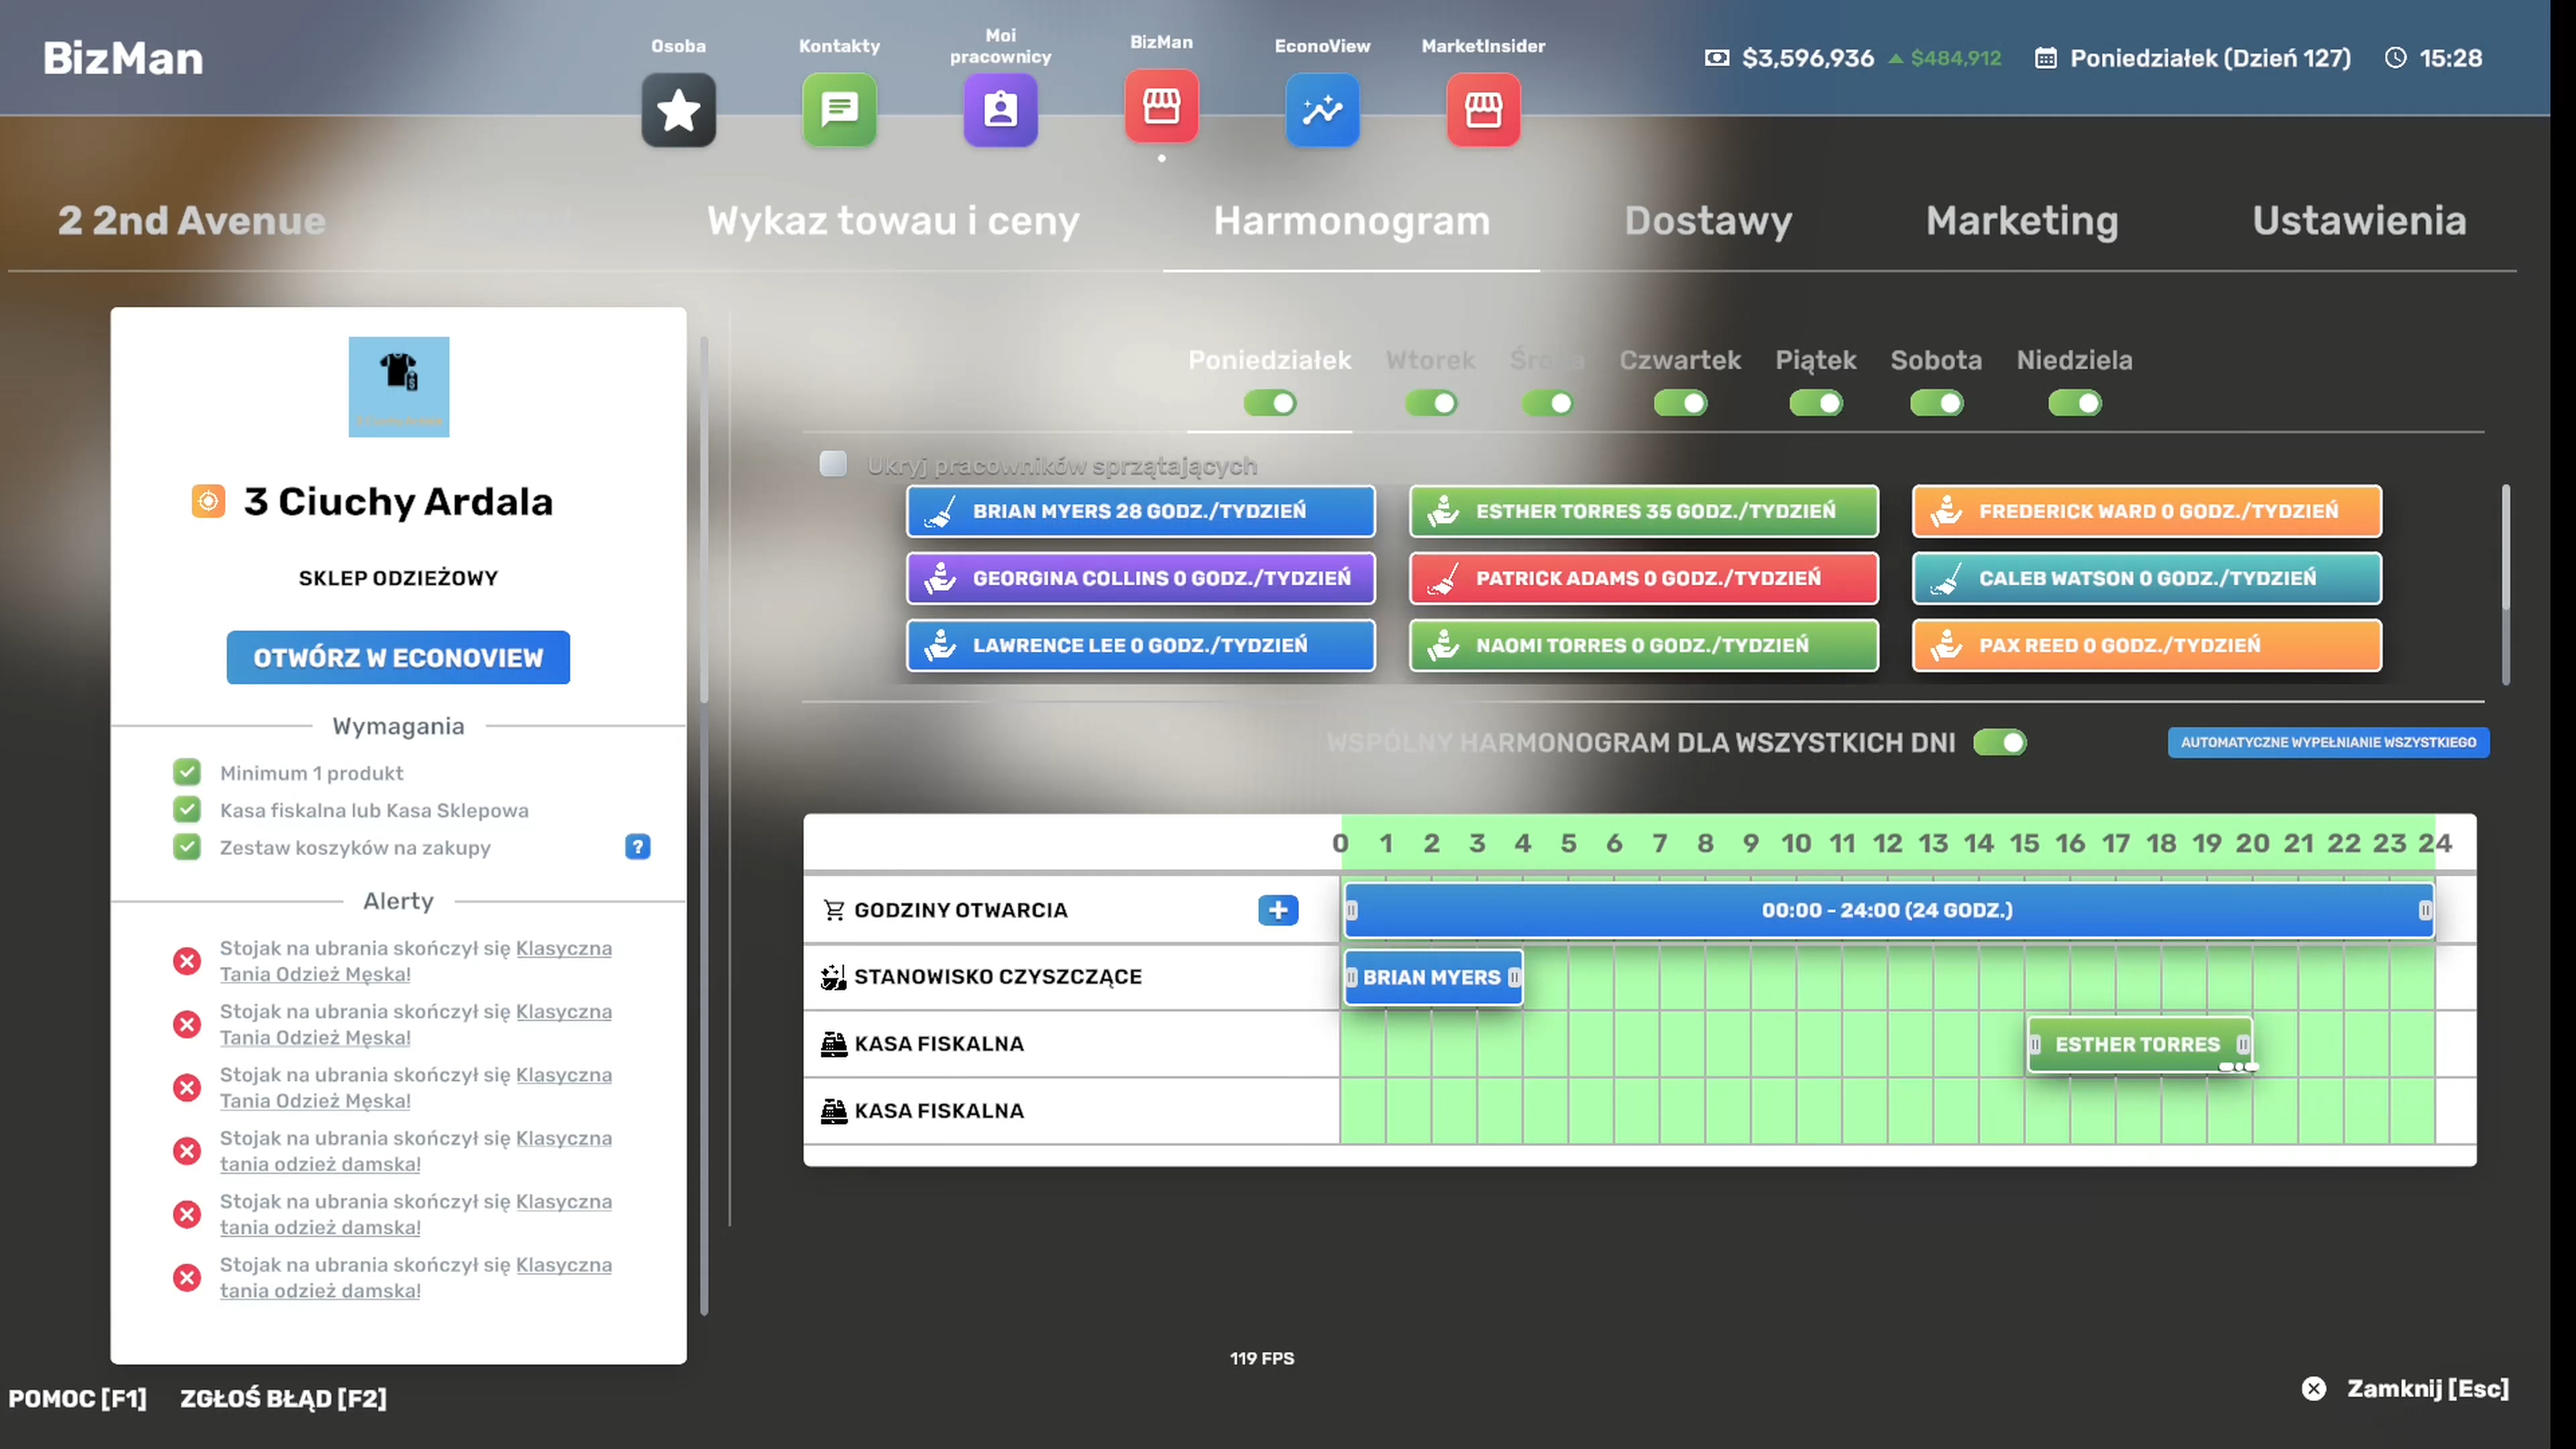 BizMan
Osoba
Kontakty
Moi
pracownicy
BizMan
EconoView
MarketInsider
$3,596,936
$484,912
Poniedziałek (Dzień 127)
15:28
2 2nd Avenue
Wykaz towau i ceny
Harmonogram
Dostawy
Marketing
Ustawienia
3 Ciuchy Ardala
SKLEP ODZIEŻOWY
OTWÓRZ W ECONOVIEW
Wymagania
Minimum 1 produkt
Kasa fiskalna lub Kasa Sklepowa
Zestaw koszyków na zakupy
?
Alerty
Stojak na ubrania skończył się Klasyczna
Tania Odzież Męska!
Stojak na ubrania skończył się Klasyczna
Tania Odzież Męska!
Stojak na ubrania skończył się Klasyczna
Tania Odzież Męska!
Stojak na ubrania skończył się Klasyczna
tania odzież damska!
Stojak na ubrania skończył się Klasyczna
tania odzież damska!
Stojak na ubrania skończył się Klasyczna
tania odzież damska!
Poniedziałek
Wtorek
Środa
Czwartek
Piątek
Sobota
Niedziela
Ukryj pracowników sprzątających
BRIAN MYERS 28 GODZ./TYDZIEŃ
ESTHER TORRES 35 GODZ./TYDZIEŃ
FREDERICK WARD 0 GODZ./TYDZIEŃ
GEORGINA COLLINS 0 GODZ./TYDZIEŃ
PATRICK ADAMS 0 GODZ./TYDZIEŃ
CALEB WATSON 0 GODZ./TYDZIEŃ
LAWRENCE LEE 0 GODZ./TYDZIEŃ
NAOMI TORRES 0 GODZ./TYDZIEŃ
PAX REED 0 GODZ./TYDZIEŃ
WSPÓLNY HARMONOGRAM DLA WSZYSTKICH DNI
AUTOMATYCZNE WYPEŁNIANIE WSZYSTKIEGO
0 1 2 3 4 5 6 7 8 9 10 11 12 13 14 15 16 17 18 19 20 21 22 23 24
GODZINY OTWARCIA
00:00 - 24:00 (24 GODZ.)
STANOWISKO CZYSZCZĄCE
BRIAN MYERS
KASA FISKALNA
ESTHER TORRES
KASA FISKALNA
119 FPS
POMOC [F1]
ZGŁOŚ BŁĄD [F2]
Zamknij [Esc]